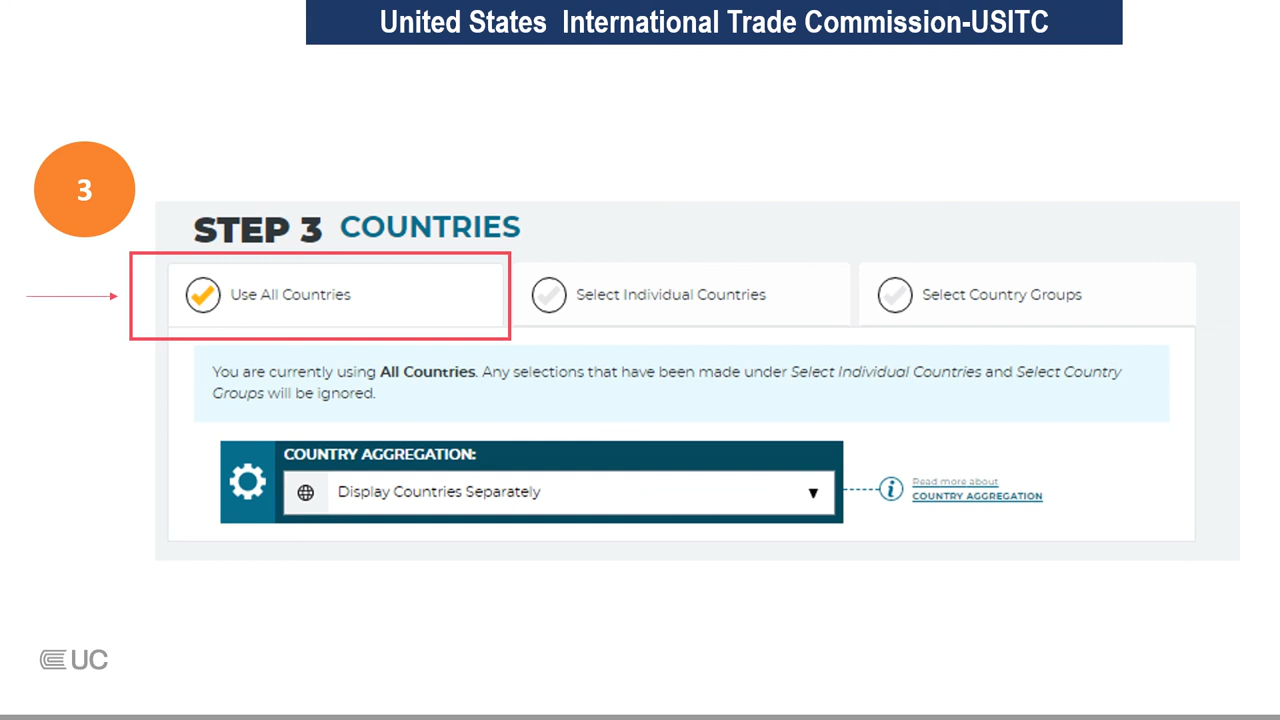 United States International Trade Commission-USITC
3
STEP 3 COUNTRIES
Use All Countries
Select Individual Countries
Select Country Groups
You are currently using All Countries. Any selections that have been made under Select Individual Countries and Select Country
Groups will be ignored.
COUNTRY AGGREGATION:
Display Countries Separately
Read more about
COUNTRY AGGREGATION
UC